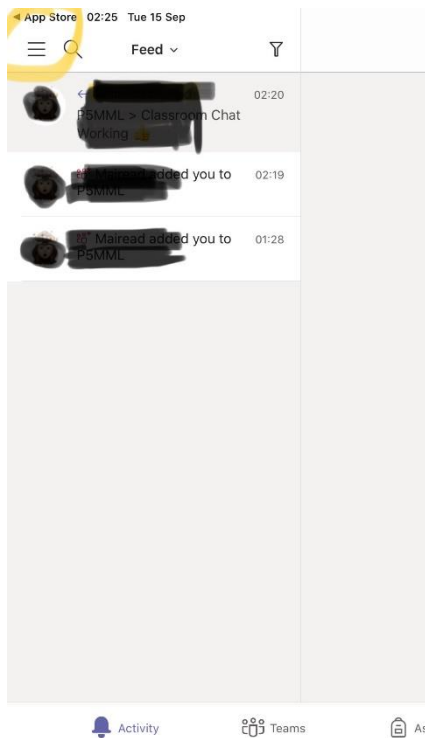 App Store 02:25 Tue 15 Sep
Feed
02:20
P5MML > Classroom Chat
Working 👍
Mairead added you to
P5MML
02:19
Mairead added you to
P5MML
01:28
Activity
Teams
As